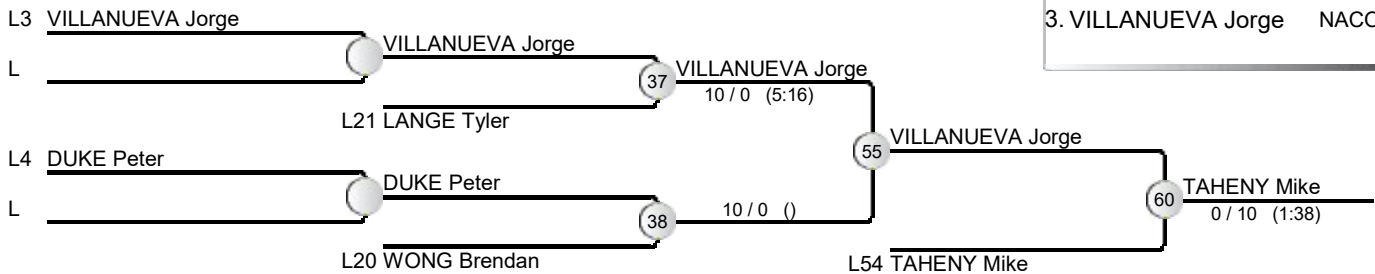 L3 VILLANUEVA Jorge
3. VILLANUEVA Jorge NACC
VILLANUEVA Jorge
L
37
VILLANUEVA Jorge
10 / 0 (5:16)
L21 LANGE Tyler
55
VILLANUEVA Jorge
L4 DUKE Peter
DUKE Peter
60
TAHENY Mike
0 / 10 (1:38)
L
38
10 / 0 ()
L20 WONG Brendan
L54 TAHENY Mike